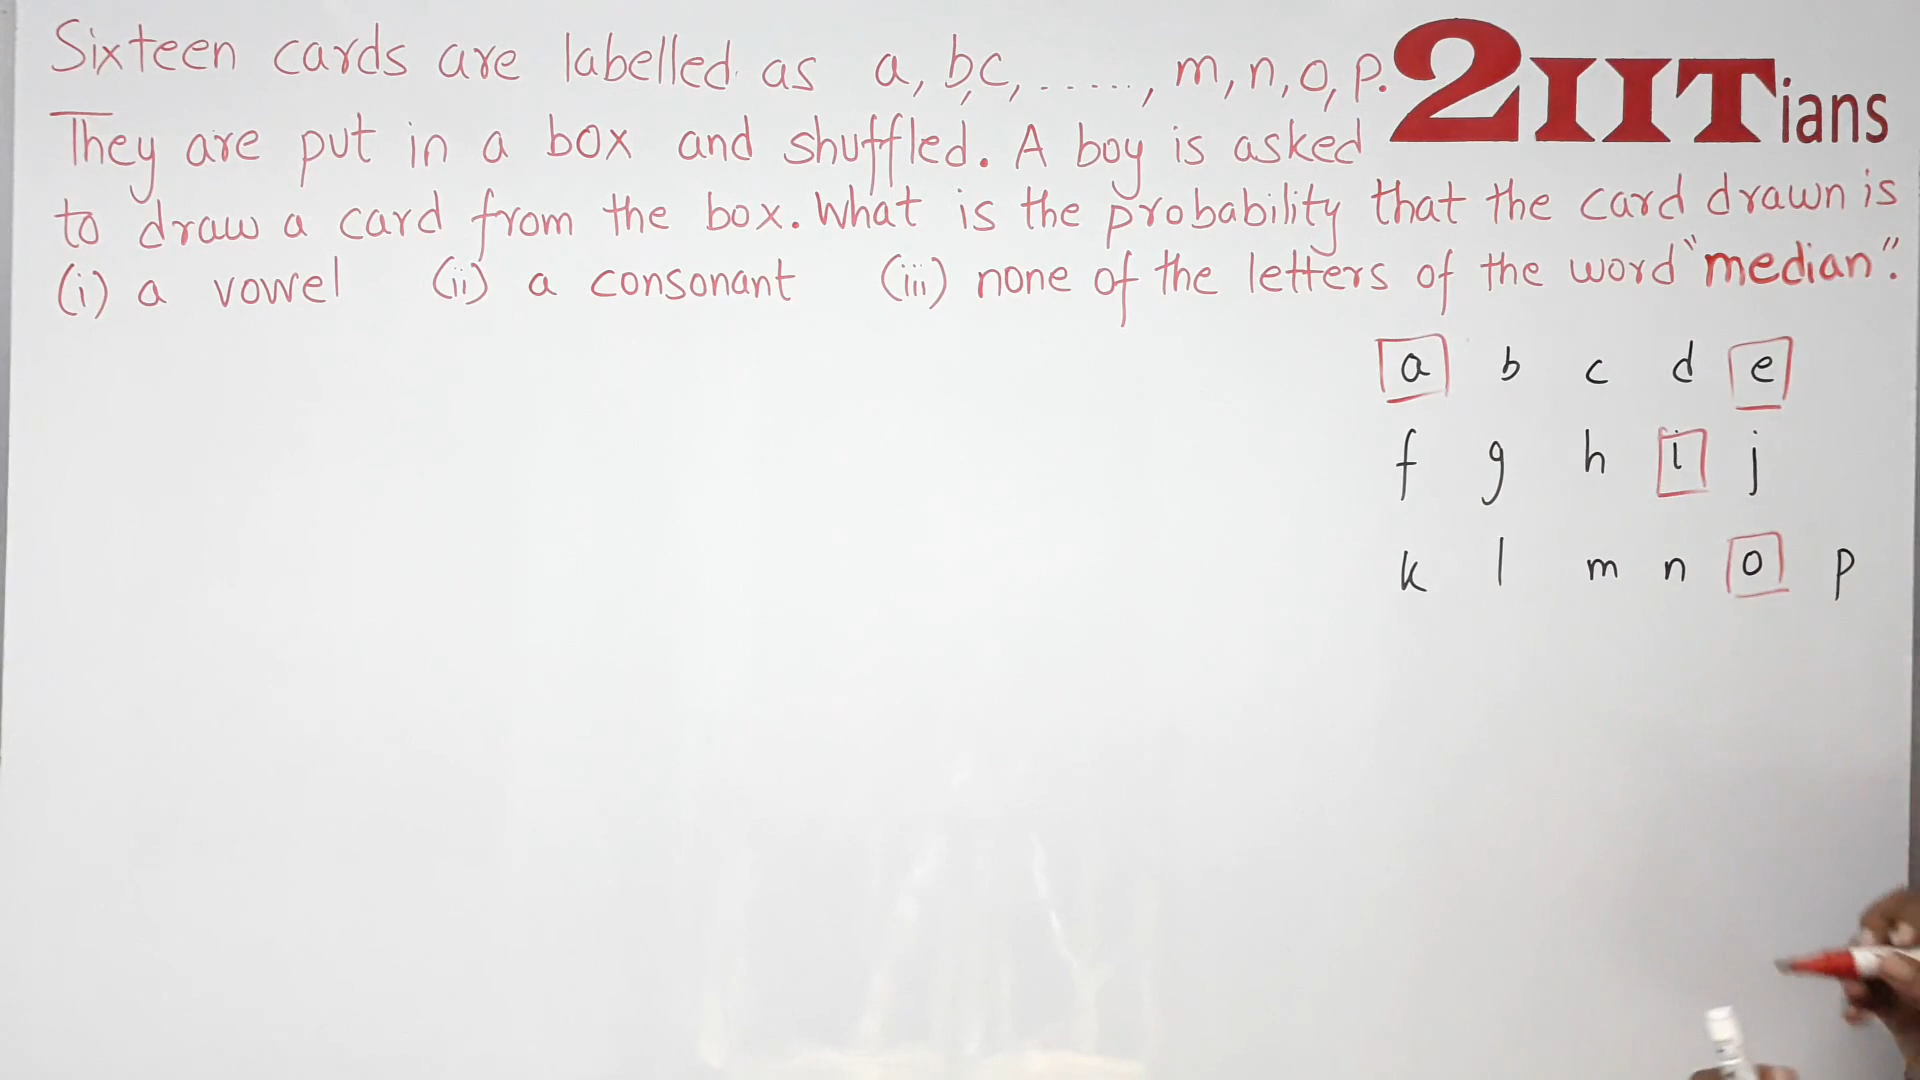 Sixteen cards are labelled as a, b, c, ......, m, n, o, p.
2IITians
They are put in a box and shuffled. A boy is asked
to draw a card from the box. What is the probability that the card drawn is
(i) a vowel (ii) a consonant (iii) none of the letters of the word "median".
a b c d e
f g h i j
k l m n o p